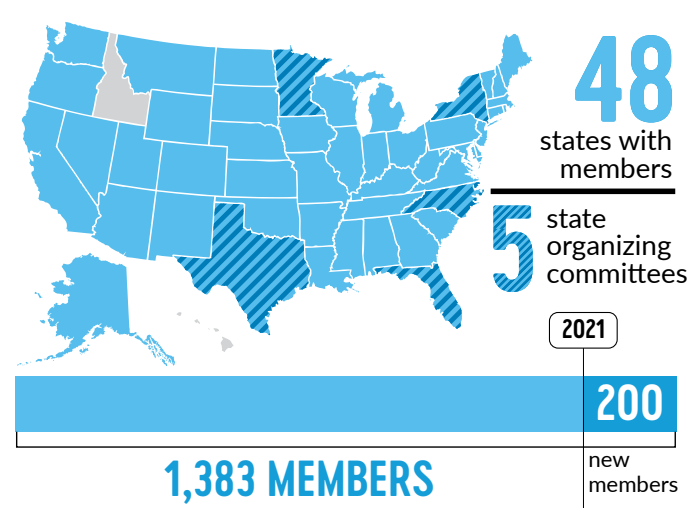 48
states with
members
5
state
organizing
committees
2021
200
1,383 MEMBERS
new
members